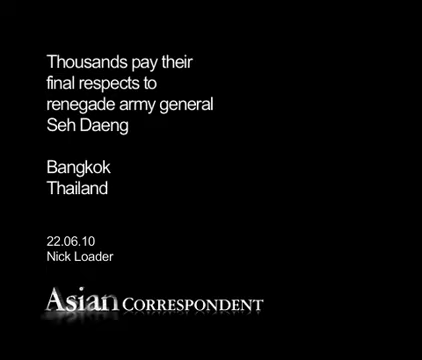 Thousands pay their
final respects to
renegade army general
Seh Daeng
Bangkok
Thailand
22.06.10
Nick Loader
Asian CORRESPONDENT